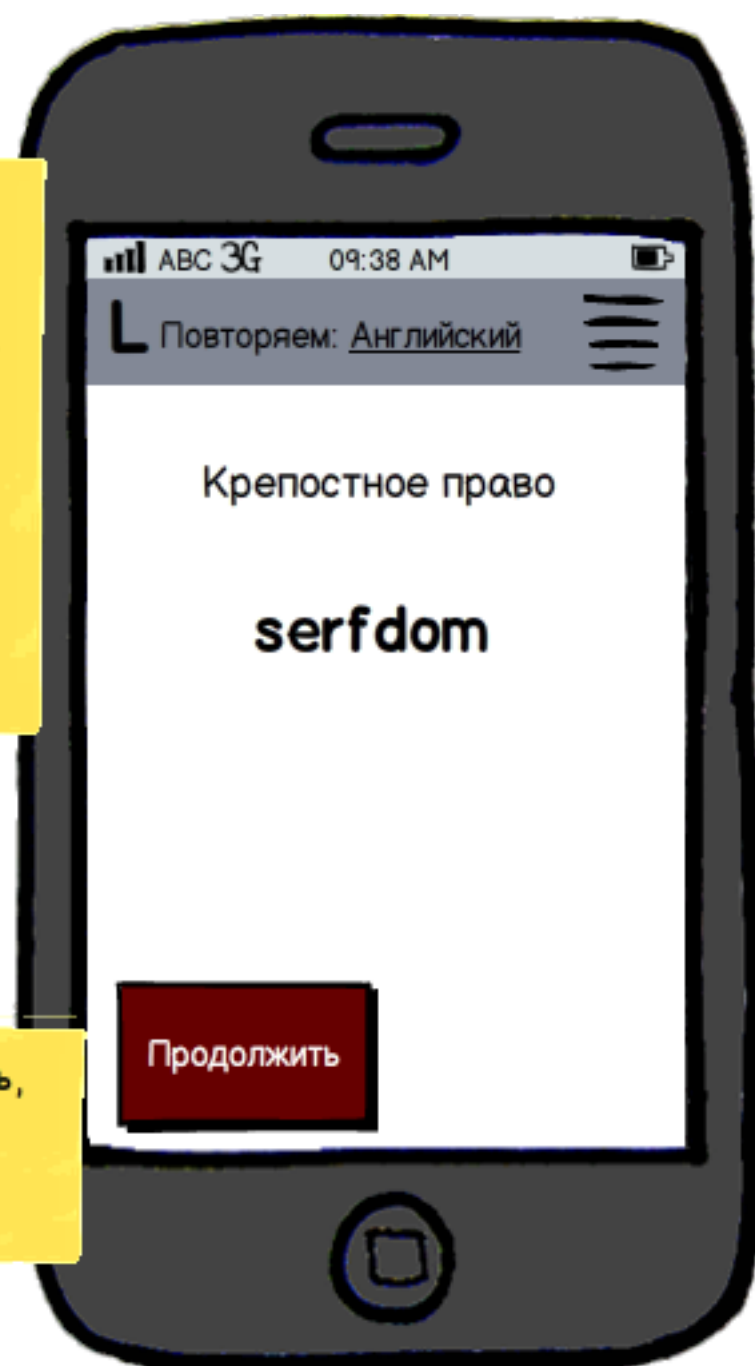 ABC 3G 09:38 AM
L Повторяем: Английский
Крепостное право
serfdom
Продолжить
ь,